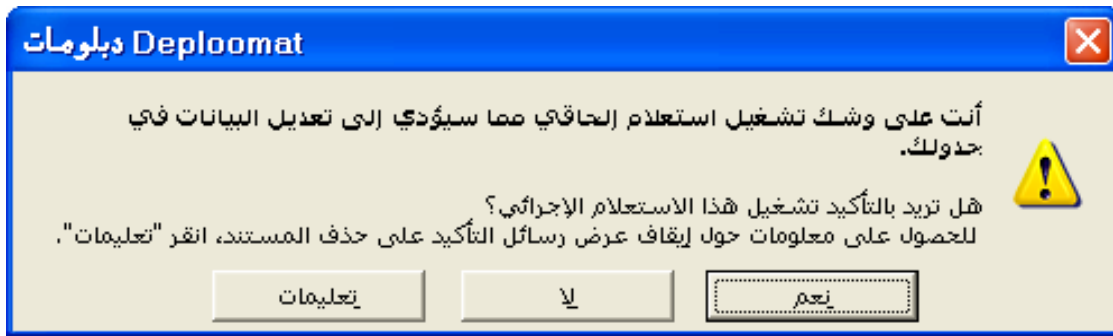 دبلومات Deploomat
أنت على وشك تشغيل استعلام إلحاقي مما سيؤدي إلى تعديل البيانات في
جدولك.
هل تريد بالتأكيد تشغيل هذا الاستعلام الإجرائي؟
للحصول على معلومات حول إيقاف عرض رسائل التأكيد على حذف المستند، انقر "تعليمات".
نعم
لا
تعليمات